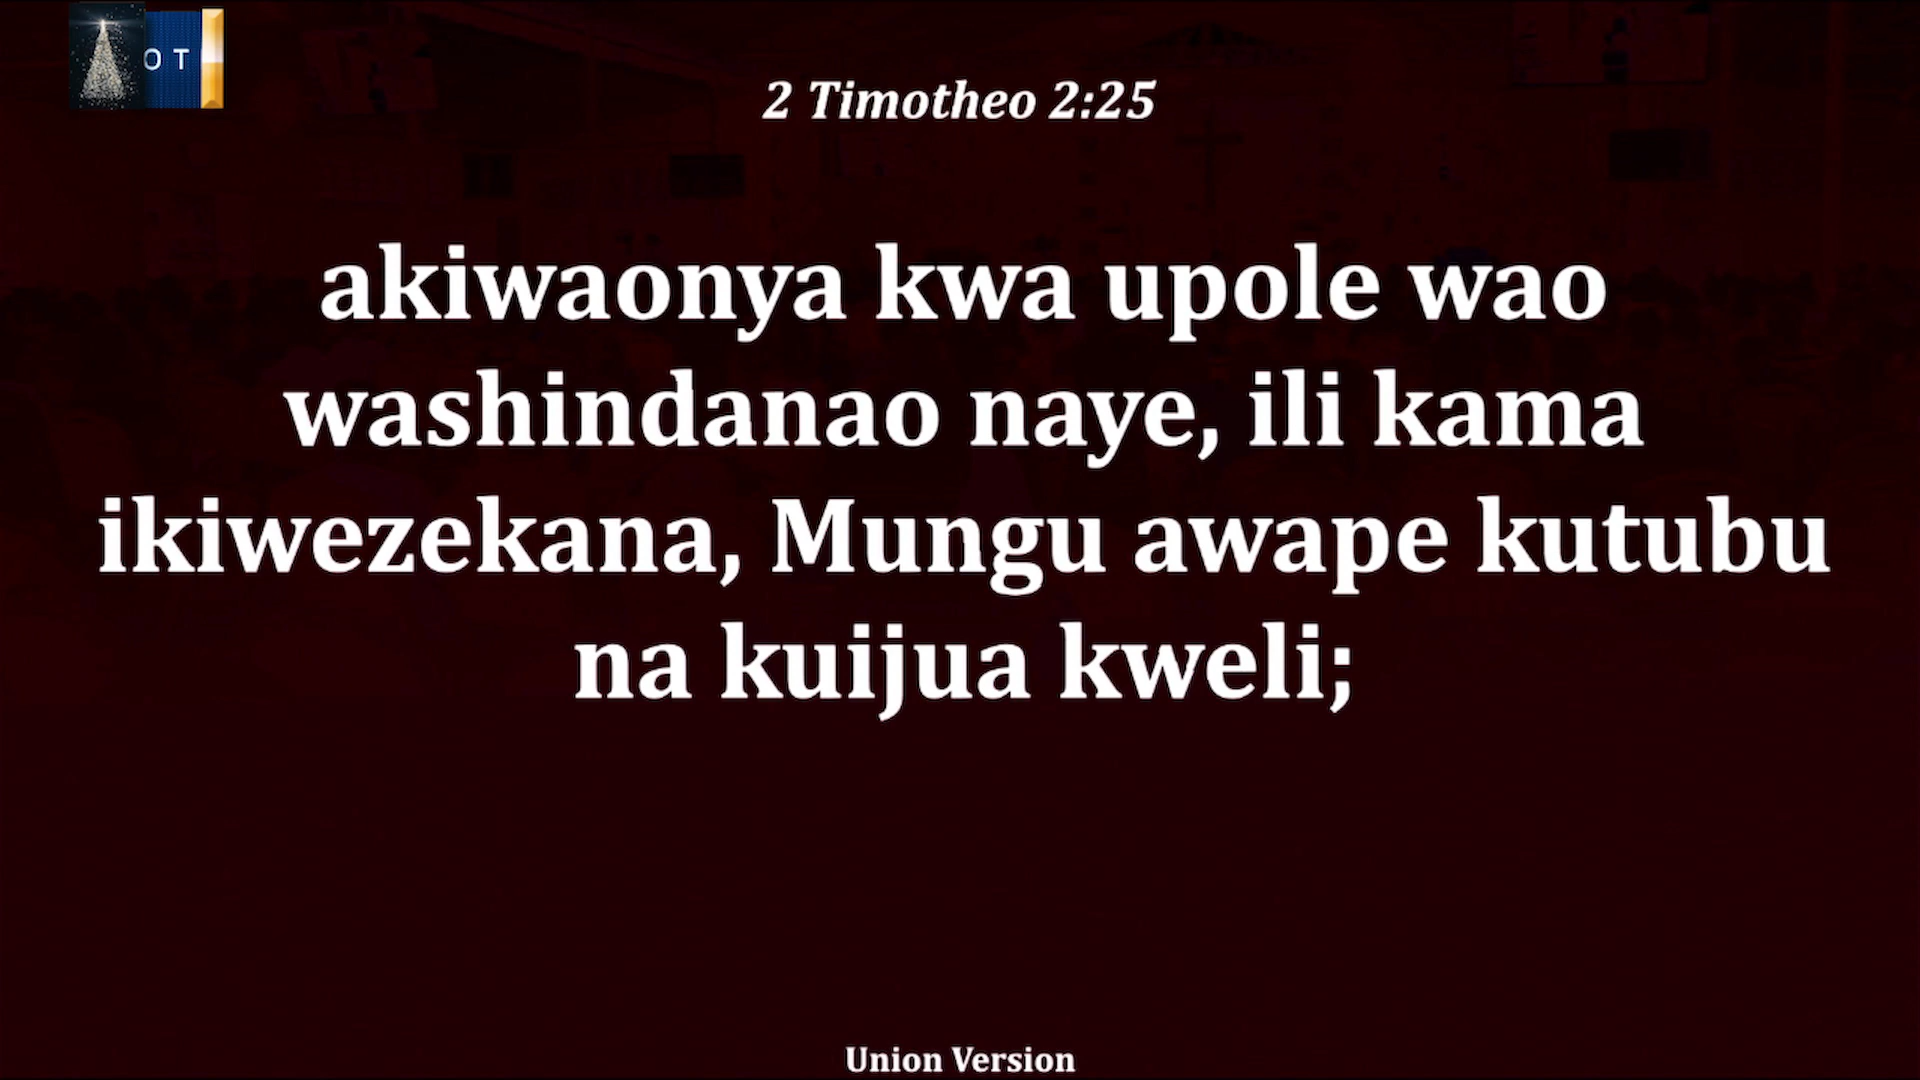 O T
2 Timotheo 2:25
akiwaonya kwa upole wao
washindanao naye, ili kama
ikiwezekana, Mungu awape kutubu
na kuijua kweli;
Union Version